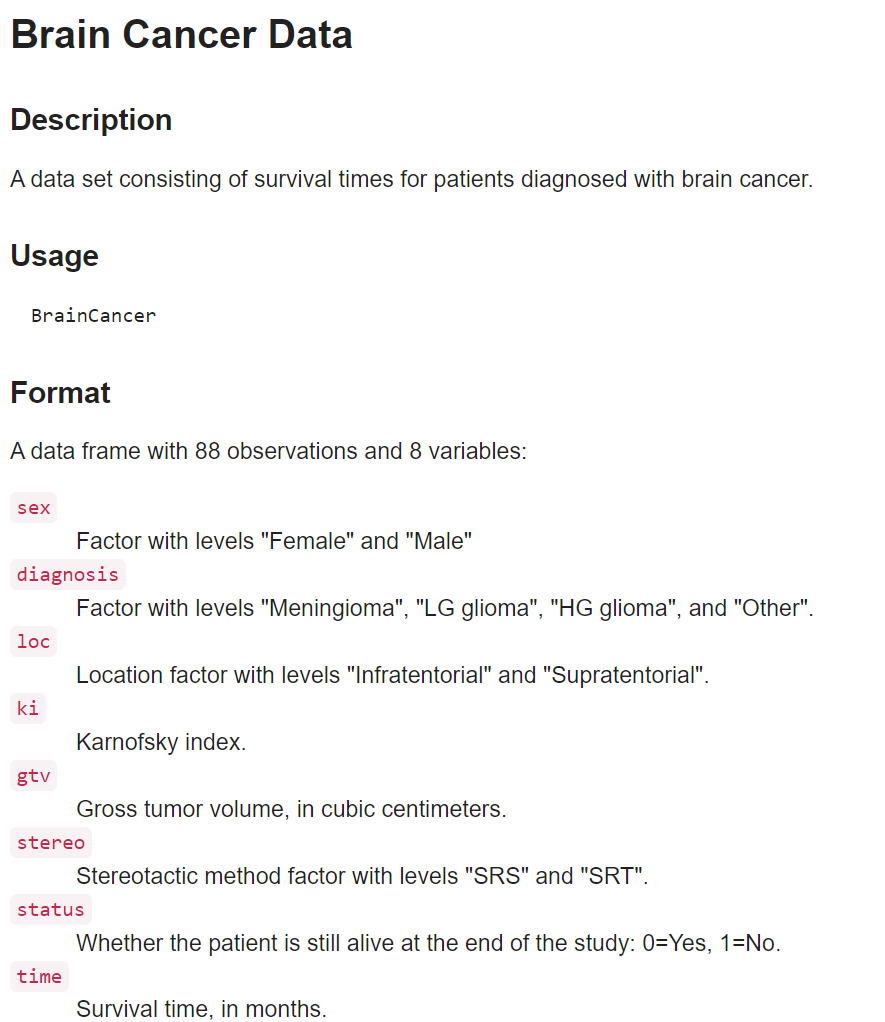 Brain Cancer Data
Description
A data set consisting of survival times for patients diagnosed with brain cancer.
Usage
BrainCancer
Format
A data frame with 88 observations and 8 variables:
sex
Factor with levels "Female" and "Male"
diagnosis
Factor with levels "Meningioma", "LG glioma", "HG glioma", and "Other".
loc
Location factor with levels "Infratentorial" and "Supratentorial".
ki
Karnofsky index.
gtv
Gross tumor volume, in cubic centimeters.
stereo
Stereotactic method factor with levels "SRS" and "SRT".
status
Whether the patient is still alive at the end of the study: 0=Yes, 1=No.
time
Survival time, in months.